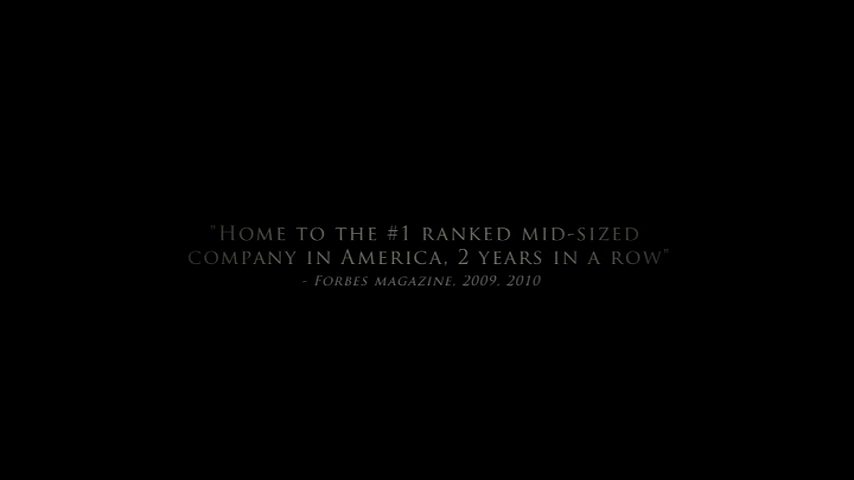 "Home to the #1 ranked mid-sized
company in America, 2 years in a row"
- Forbes magazine, 2009, 2010